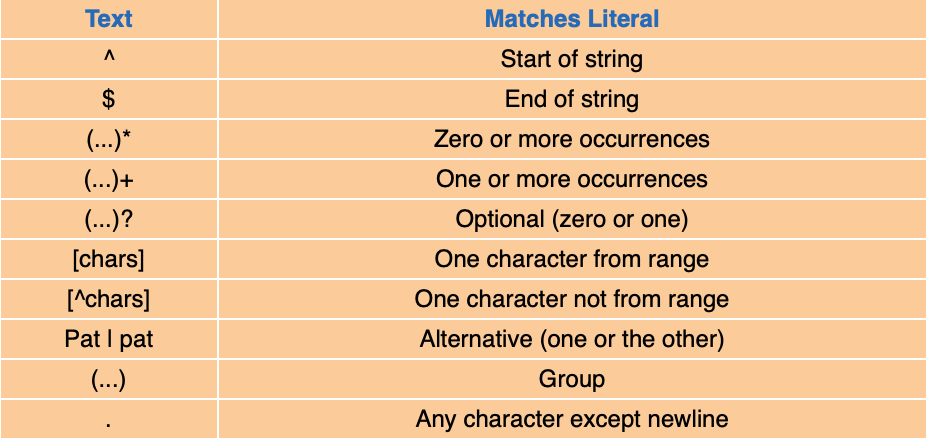 Text Matches Literal
^ Start of string
$ End of string
(...)* Zero or more occurrences
(...)+ One or more occurrences
(...)? Optional (zero or one)
[chars] One character from range
[^chars] One character not from range
Pat | pat Alternative (one or the other)
(...) Group
. Any character except newline